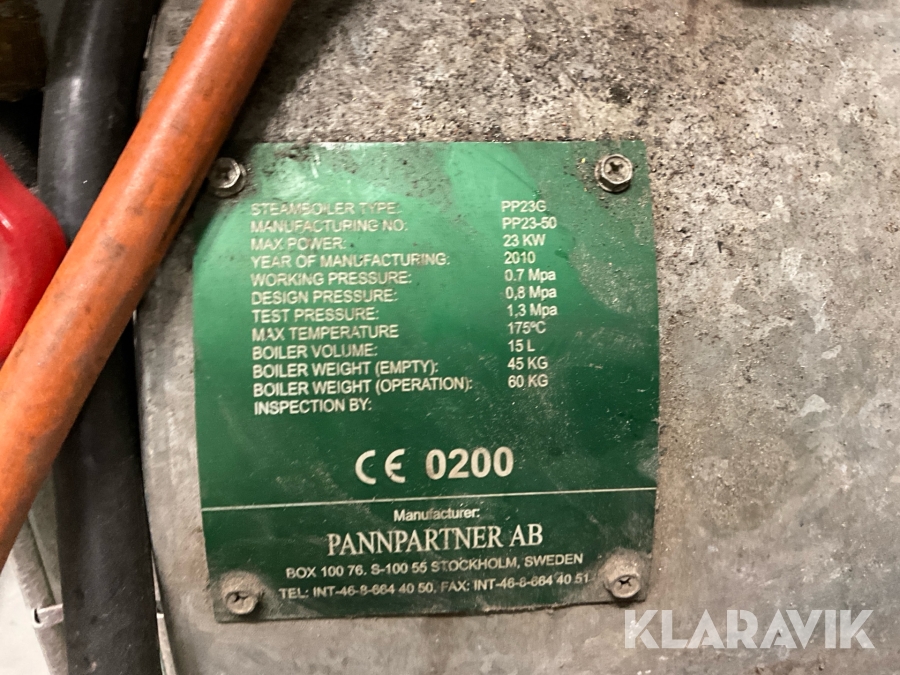 STEAMBOILER TYPE: PP23G
MANUFACTURING NO: PP23-50
MAX POWER: 23 KW
YEAR OF MANUFACTURING: 2010
WORKING PRESSURE: 0.7 Mpa
DESIGN PRESSURE: 0,8 Mpa
TEST PRESSURE: 1,3 Mpa
MAX TEMPERATURE 175ºC
BOILER VOLUME: 15 L
BOILER WEIGHT (EMPTY): 45 KG
BOILER WEIGHT (OPERATION): 60 KG
INSPECTION BY:
CE 0200
Manufacturer:
PANNPARTNER AB
BOX 100 76. S-100 55 STOCKHOLM, SWEDEN
TEL: INT-46-8-664 40 50, FAX: INT-46-8-664 40 51
KLARAVIK